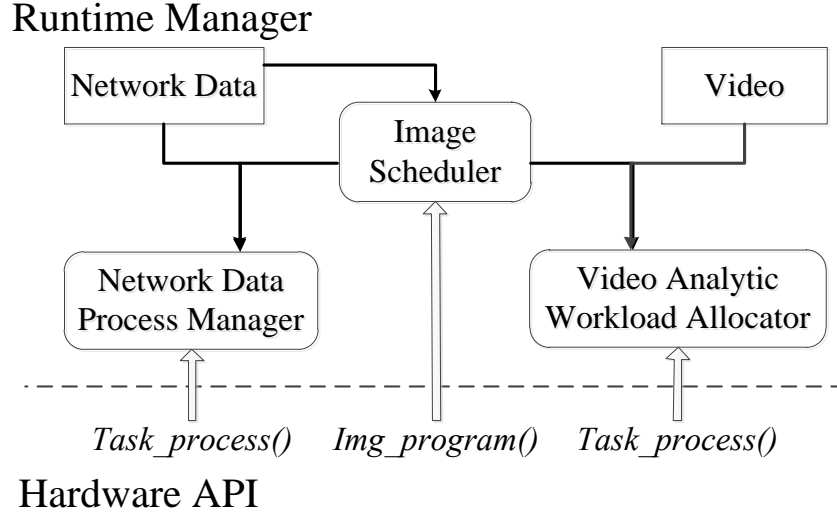 Runtime Manager
Network Data
Video
Image
Scheduler
Network Data
Process Manager
Video Analytic
Workload Allocator
Task_process()
Img_program()
Task_process()
Hardware API